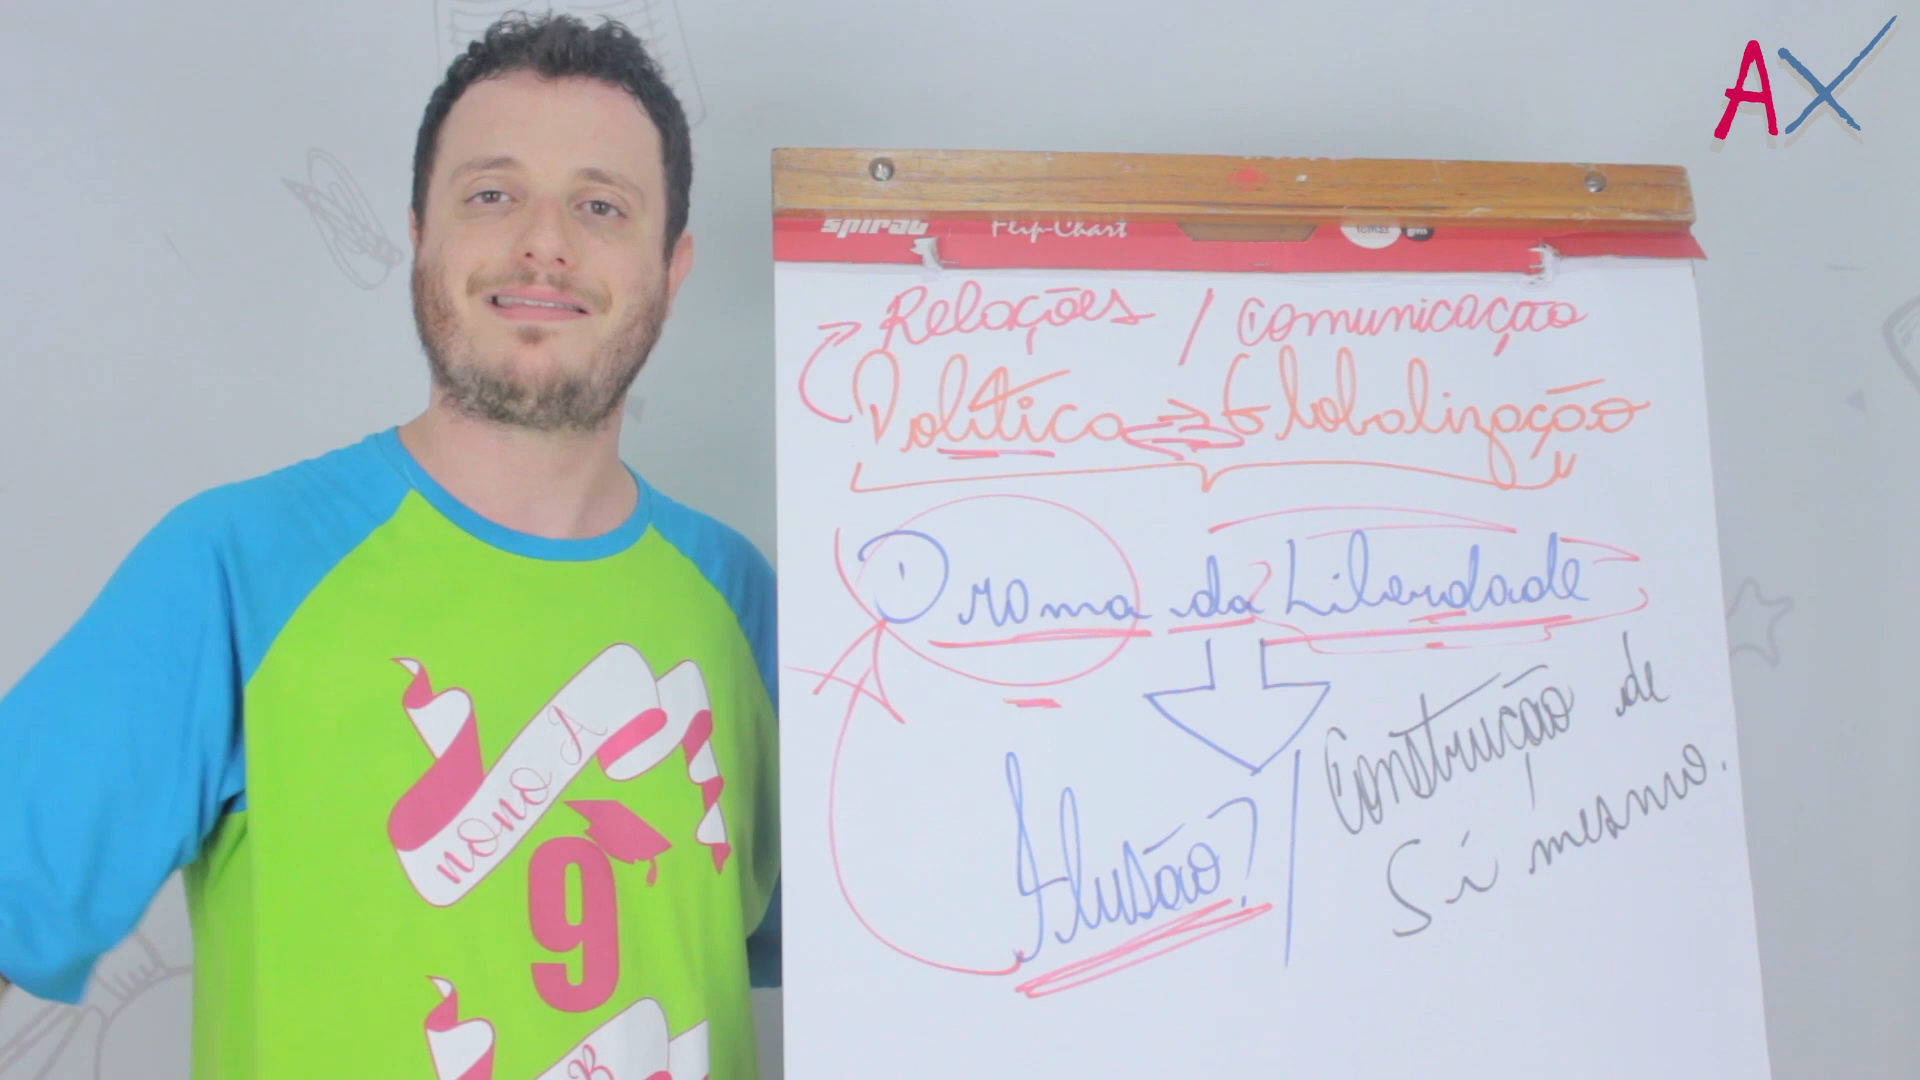 AX
spiral Flip-Chart
Relações / Comunicação
Política Globalização
Drama da Liberdade
Ilusão? / Construção de
Si mesmo.
nono A
9
B